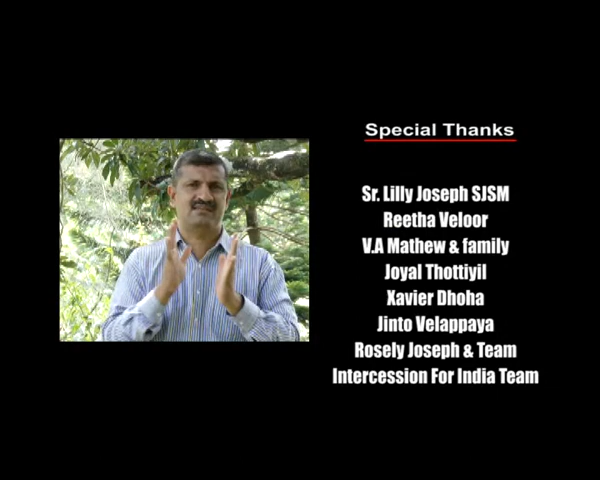 Special Thanks
Sr. Lilly Joseph SJSM
Reetha Veloor
V.A Mathew & family
Joyal Thottiyil
Xavier Dhoha
Jinto Velappaya
Rosely Joseph & Team
Intercession For India Team